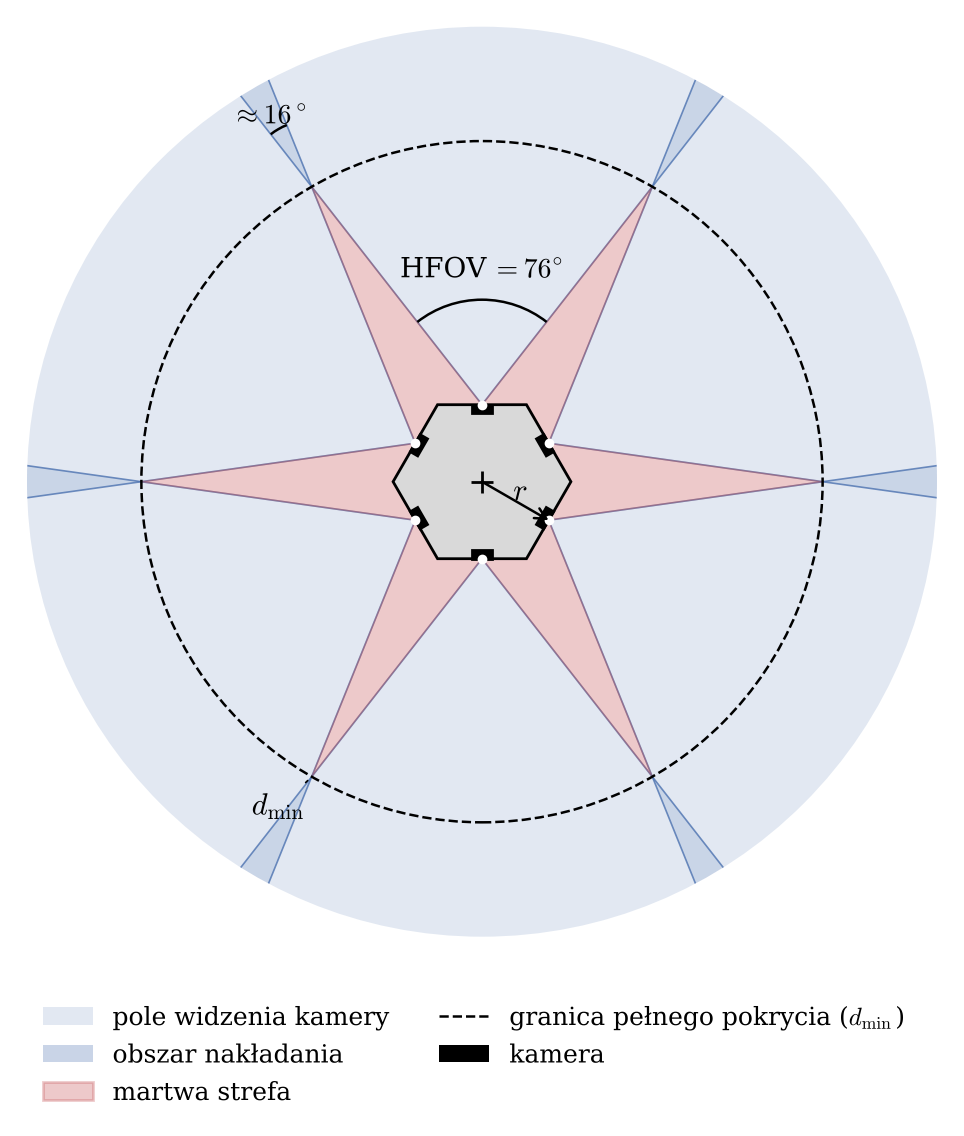 ≈ 16°
HFOV = 76°
r
d_min
pole widzenia kamery
obszar nakładania
martwa strefa
granica pełnego pokrycia (d_min)
kamera